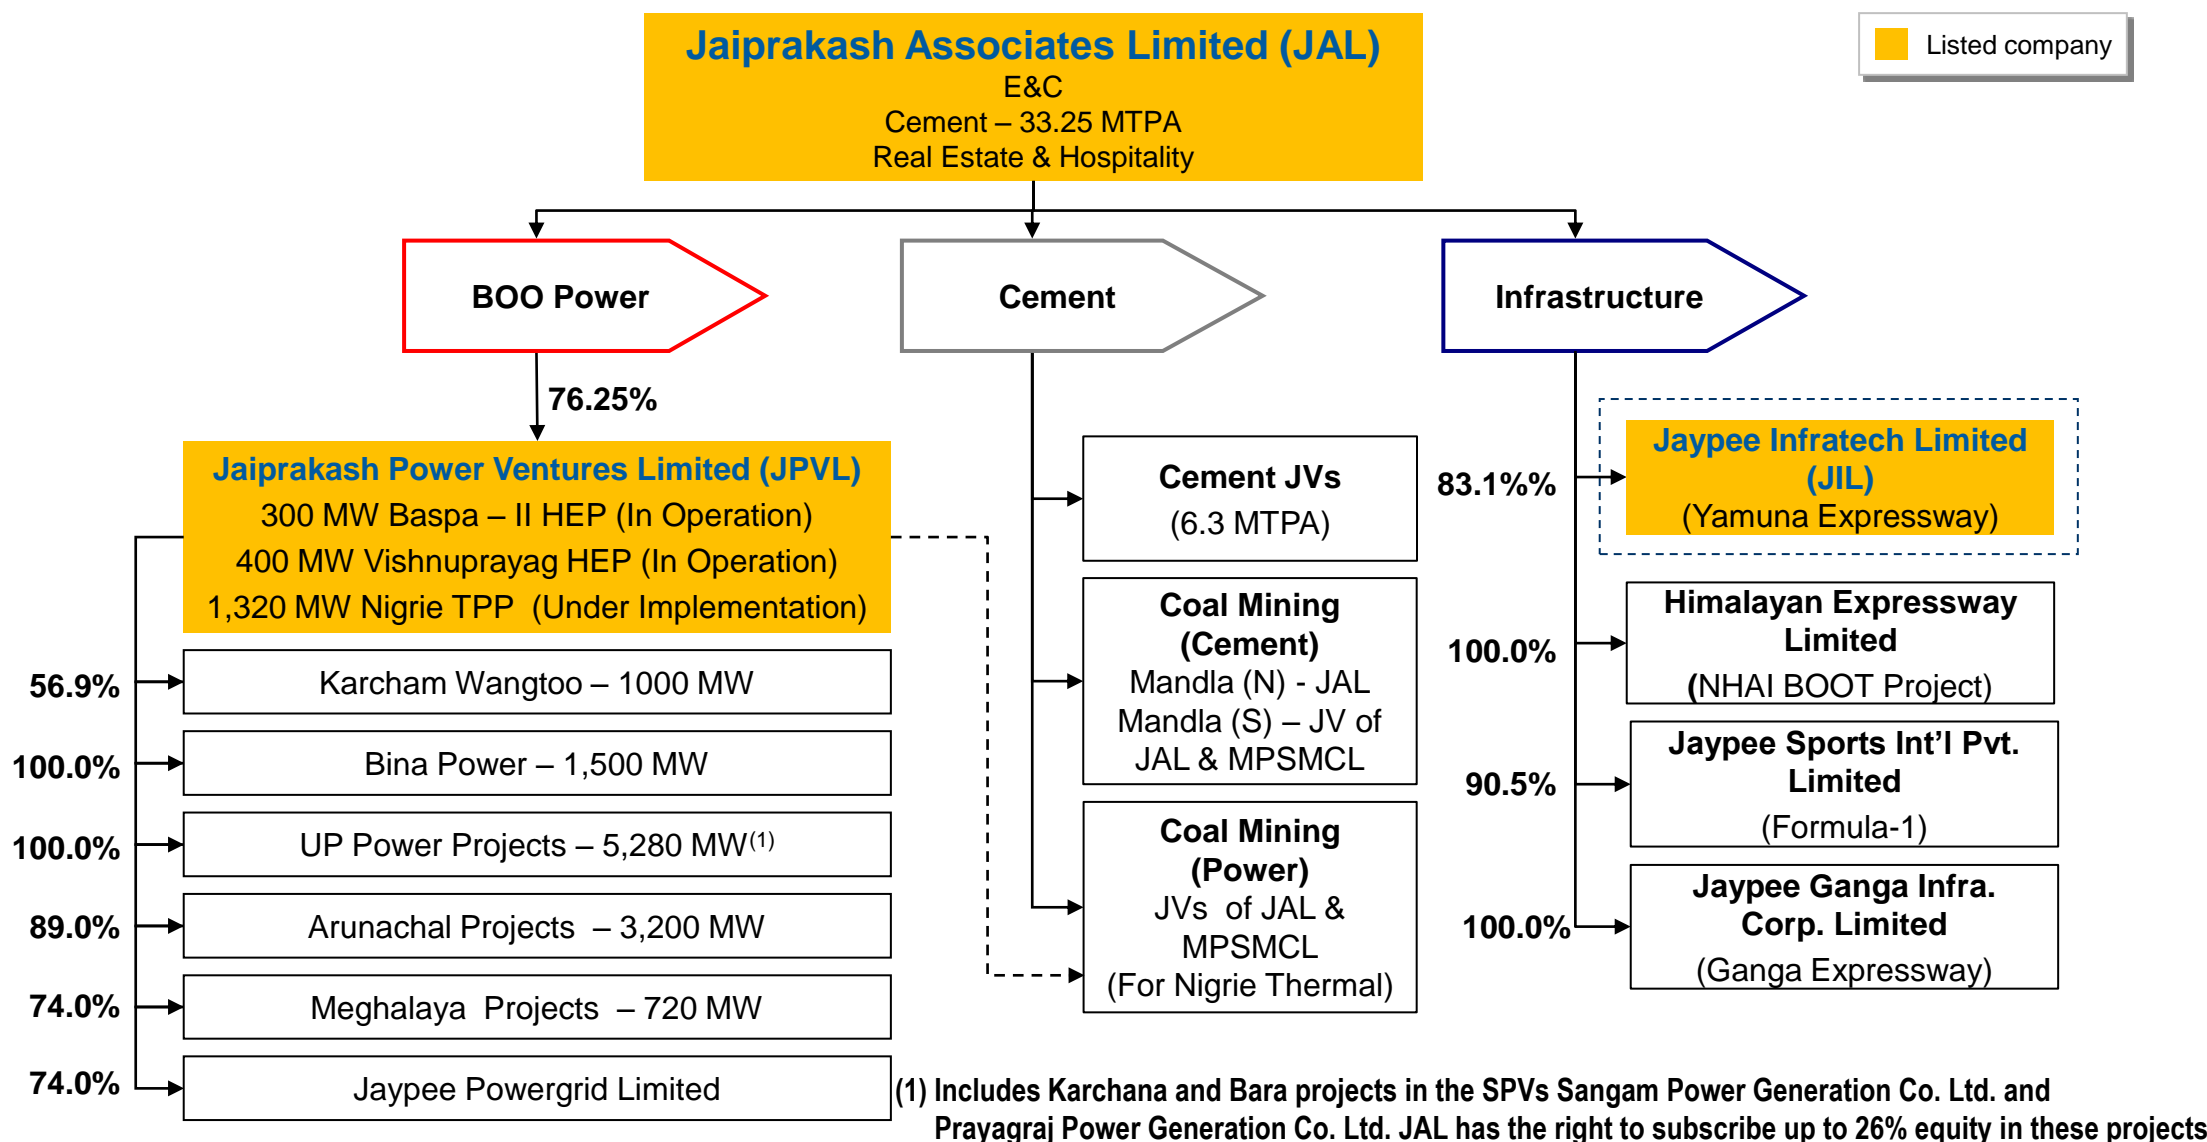 Jaiprakash Associates Limited (JAL)
E&C
Cement – 33.25 MTPA
Real Estate & Hospitality
Listed company
BOO Power
Cement
Infrastructure
76.25%
Jaiprakash Power Ventures Limited (JPVL)
300 MW Baspa – II HEP (In Operation)
400 MW Vishnuprayag HEP (In Operation)
1,320 MW Nigrie TPP (Under Implementation)
56.9%
Karcham Wangtoo – 1000 MW
100.0%
Bina Power – 1,500 MW
100.0%
UP Power Projects – 5,280 MW(1)
89.0%
Arunachal Projects – 3,200 MW
74.0%
Meghalaya Projects – 720 MW
74.0%
Jaypee Powergrid Limited
Cement JVs
(6.3 MTPA)
Coal Mining
(Cement)
Mandla (N) - JAL
Mandla (S) – JV of
JAL & MPSMCL
Coal Mining
(Power)
JVs of JAL &
MPSMCL
(For Nigrie Thermal)
83.1%%
Jaypee Infratech Limited
(JIL)
(Yamuna Expressway)
100.0%
Himalayan Expressway
Limited
(NHAI BOOT Project)
90.5%
Jaypee Sports Int’l Pvt.
Limited
(Formula-1)
100.0%
Jaypee Ganga Infra.
Corp. Limited
(Ganga Expressway)
(1) Includes Karchana and Bara projects in the SPVs Sangam Power Generation Co. Ltd. and
Prayagraj Power Generation Co. Ltd. JAL has the right to subscribe up to 26% equity in these projects